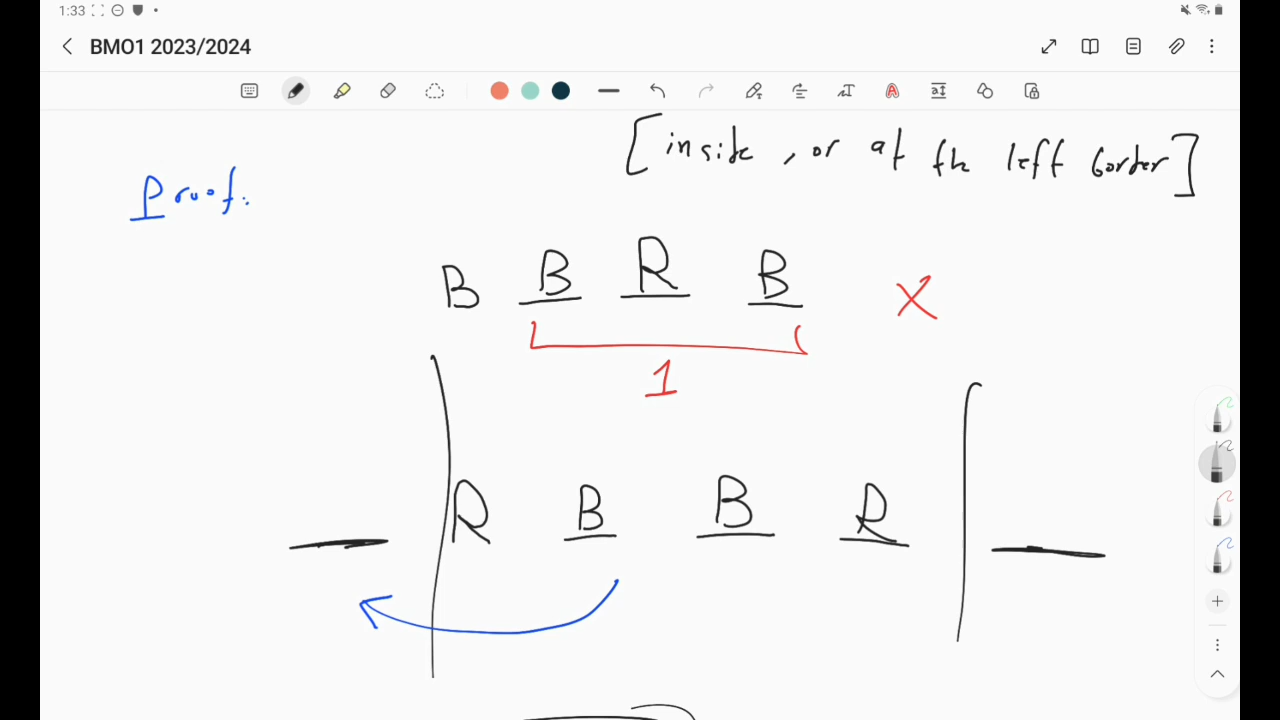 1:33
BMO1 2023/2024
[inside, or at the left border]
Proof:
B B R B X
1
R B B R